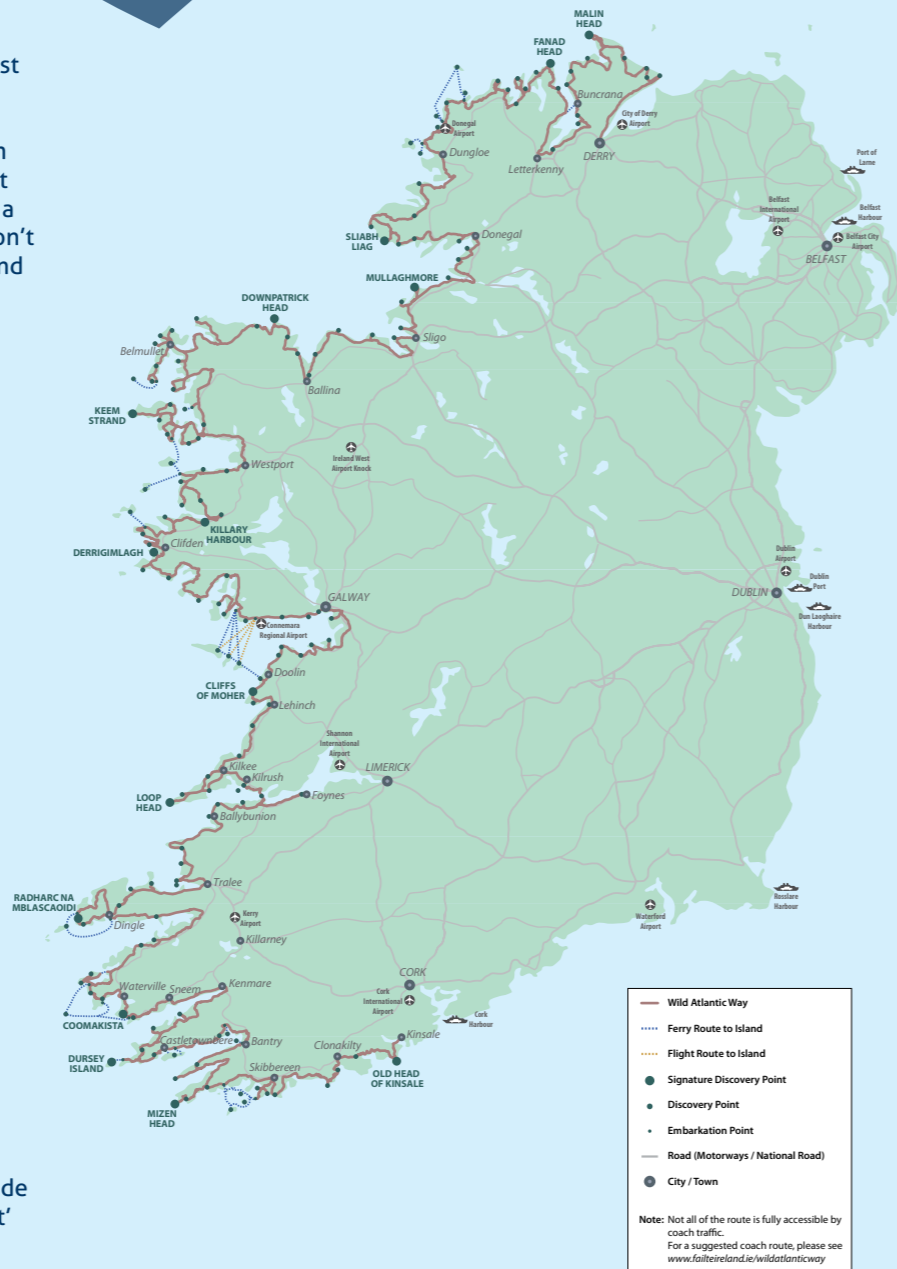 st
n
t
a
on't
nd
MALIN
HEAD
FANAD
HEAD
Buncrana
City of Derry
Airport
Donegal
Airport
Dungloe
Letterkenny
DERRY
Port of
Larne
Belfast
International
Airport
Belfast
Harbour
Belfast City
Airport
BELFAST
SLIABH
LIAG
Donegal
MULLAGHMORE
DOWNPATRICK
HEAD
Belmullet
Sligo
Ballina
KEEM
STRAND
Ireland West
Airport Knock
Westport
KILLARY
HARBOUR
DERRIGIMLAGH
Clifden
Dublin
Airport
Dublin
Port
DUBLIN
Dun Laoghaire
Harbour
GALWAY
Connemara
Regional Airport
Doolin
CLIFFS
OF MOHER
Lehinch
Shannon
International
Airport
LIMERICK
Kilkee
Kilrush
LOOP
HEAD
Foynes
Ballybunion
Tralee
RADHARC NA
MBLASCAOIDÍ
Dingle
Kerry
Airport
Killarney
Rosslare
Harbour
Waterford
Airport
Waterville
Sneem
Kenmare
CORK
Cork
International
Airport
Cork
Harbour
COOMAKISTA
Castletownbere
Bantry
Kinsale
Clonakilty
DURSEY
ISLAND
Skibbereen
OLD HEAD
OF KINSALE
MIZEN
HEAD
Wild Atlantic Way
Ferry Route to Island
Flight Route to Island
Signature Discovery Point
Discovery Point
Embarkation Point
Road (Motorways / National Road)
City / Town
Note: Not all of the route is fully accessible by
coach traffic.
For a suggested coach route, please see
www.failteireland.ie/wildatlanticway
de
t'